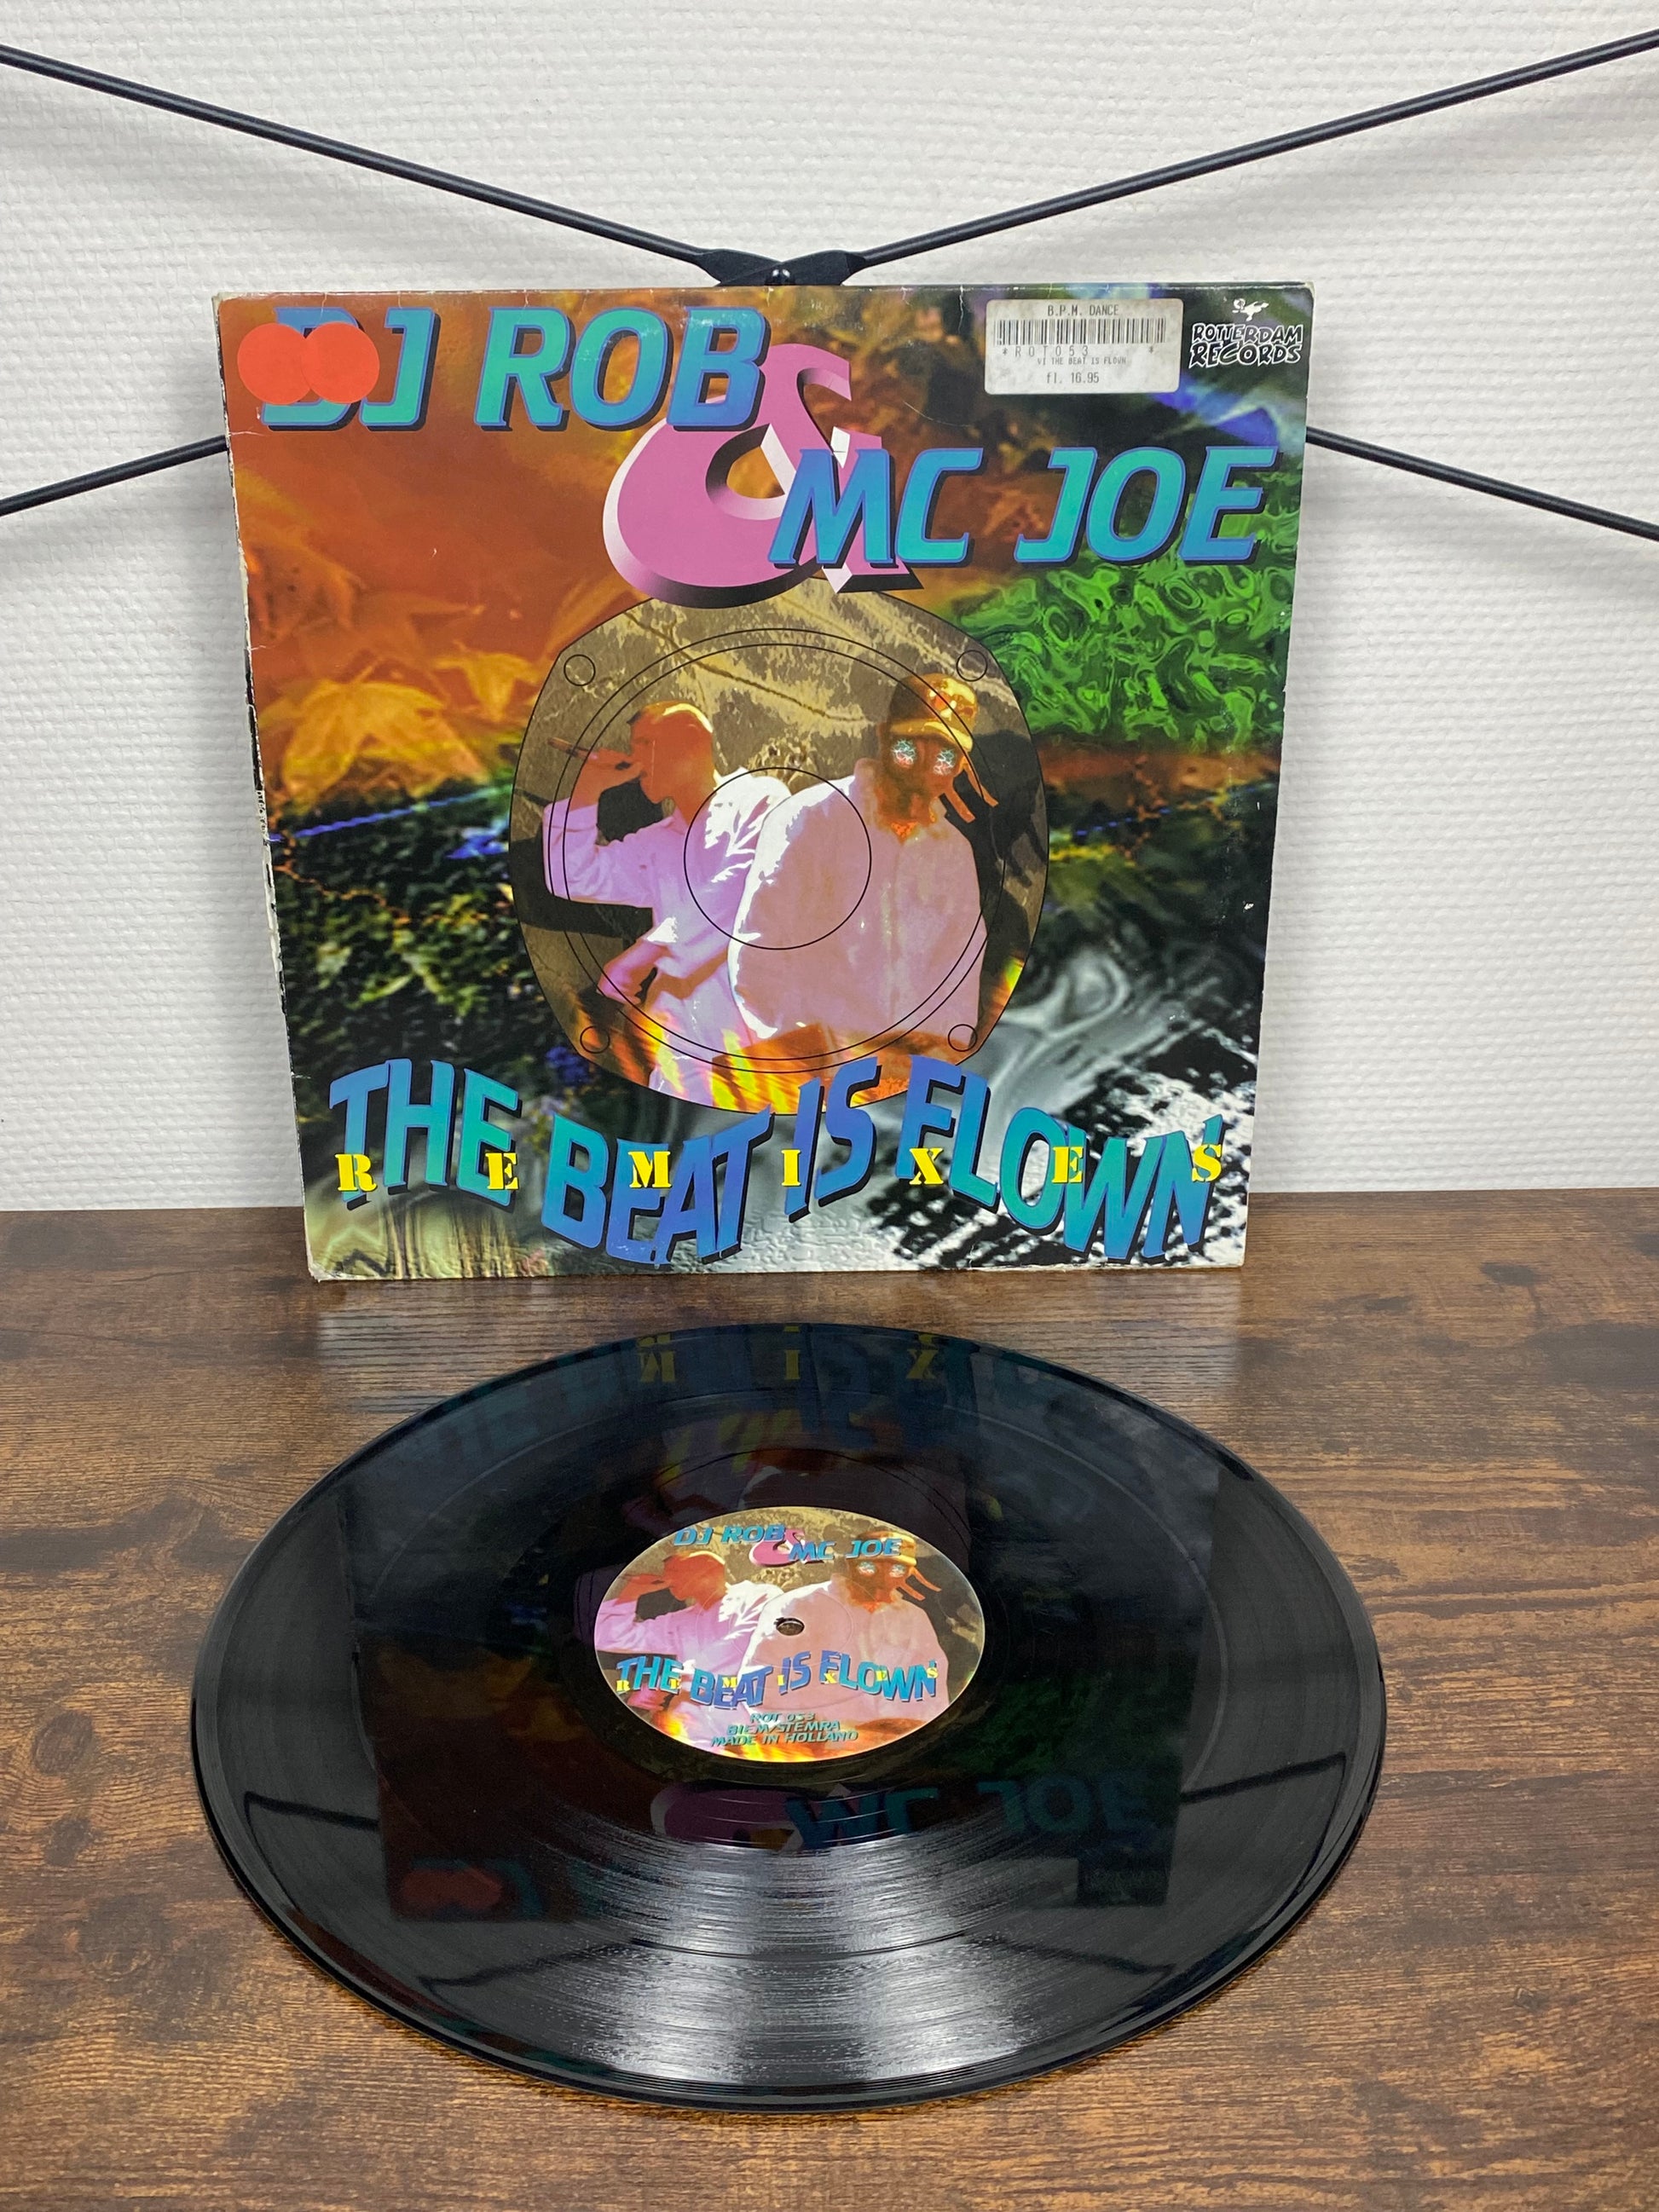 DJ ROB
&
MC JOE
B.P.M. DANCE
*ROT053 *
THE BEAT IS FLOWN
fl. 16.95
ROTTERDAM
RECORDS
THE BEAT IS FLOWN
REMIXES
DJ ROB
&
MC JOE
THE BEAT IS FLOWN
REMIXES
ROT 053
BIEM/STEMRA
MADE IN HOLLAND